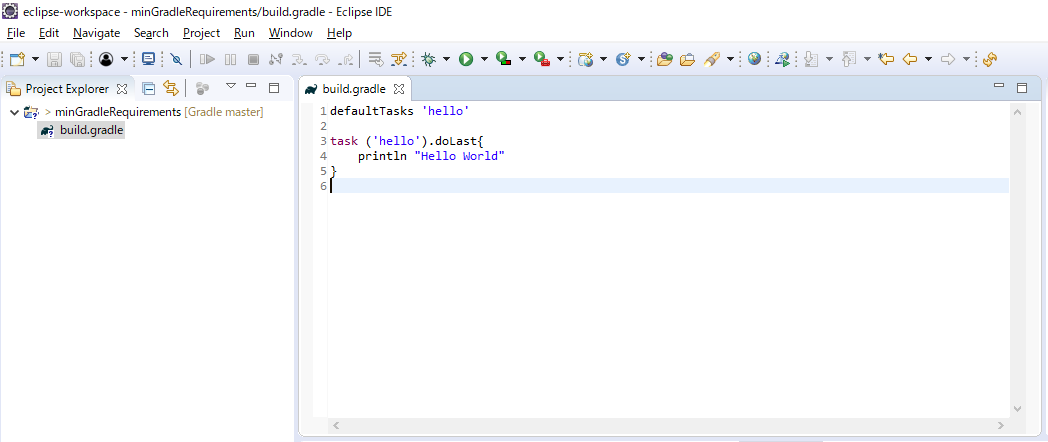 eclipse-workspace - minGradleRequirements/build.gradle - Eclipse IDE
File Edit Navigate Search Project Run Window Help
Project Explorer
> minGradleRequirements [Gradle master]
build.gradle
build.gradle
1 defaultTasks 'hello'
2
3 task ('hello').doLast{
4     println "Hello World"
5 }
6